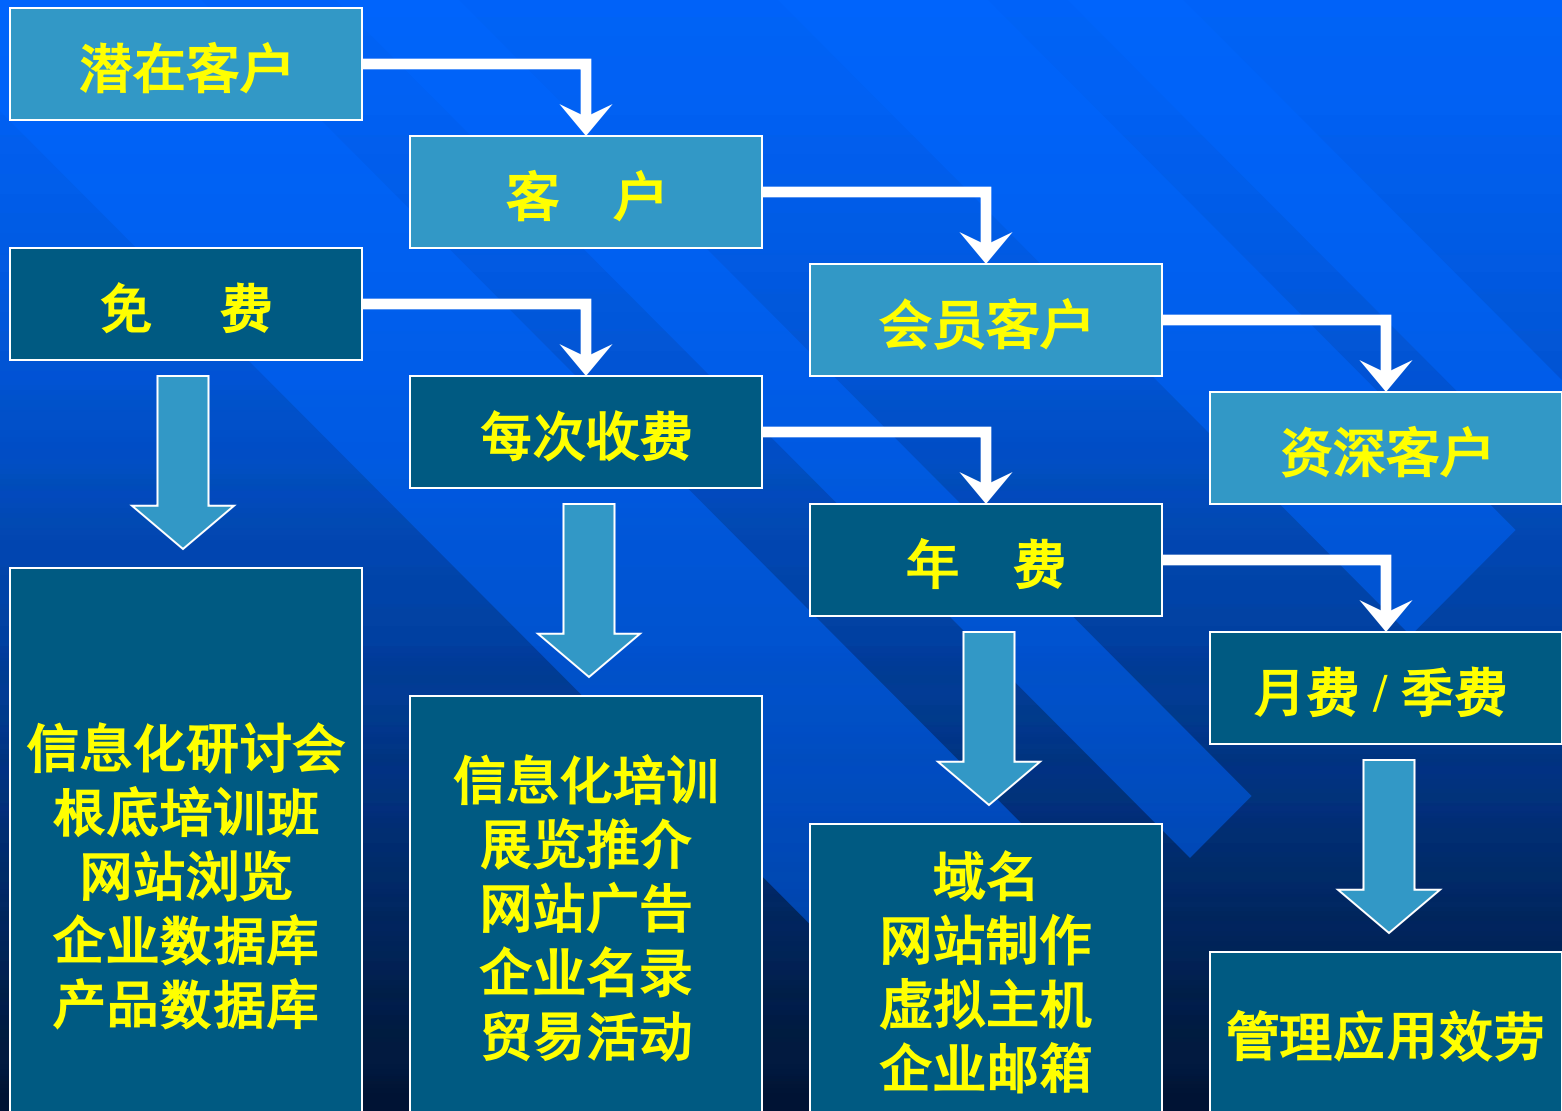 潜在客户
客 户
免 费
会员客户
每次收费
资深客户
年 费
月费 / 季费
信息化研讨会
根底培训班
网站浏览
企业数据库
产品数据库
信息化培训
展览推介
网站广告
企业名录
贸易活动
域名
网站制作
虚拟主机
企业邮箱
管理应用效劳